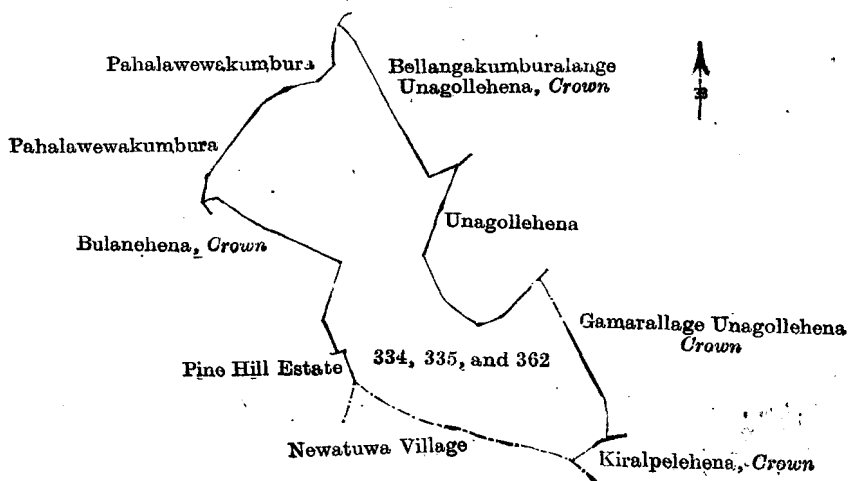 Pahalawewakumbura
Bellangakumburalange
Unagollehena, Crown
Pahalawewakumbura
Unagollehena
Bulanehena, Crown
Gamarallage Unagollehena
Crown
334, 335, and 362
Pine Hill Estate
Newatuwa Village
Kiralpelehena, Crown